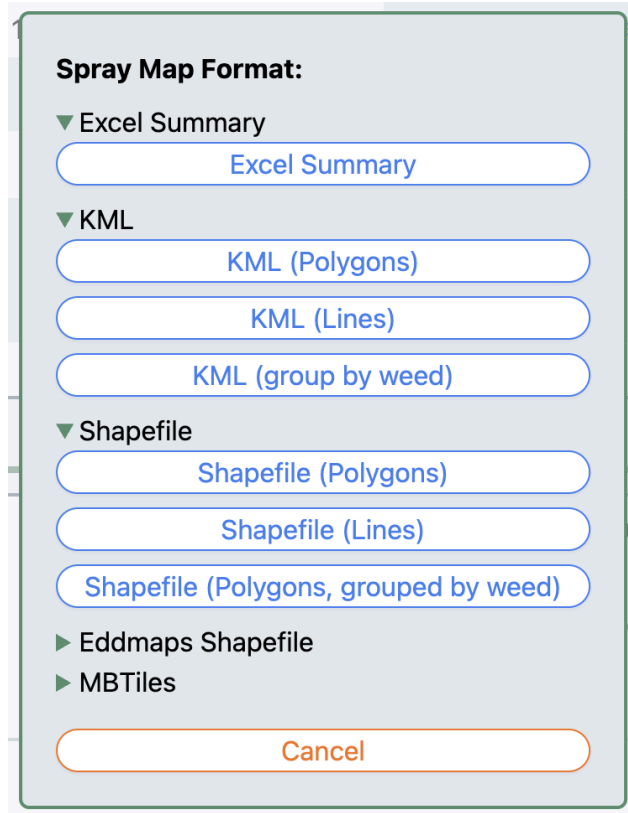 Spray Map Format:
Excel Summary
Excel Summary
KML
KML (Polygons)
KML (Lines)
KML (group by weed)
Shapefile
Shapefile (Polygons)
Shapefile (Lines)
Shapefile (Polygons, grouped by weed)
Eddmaps Shapefile
MBTiles
Cancel